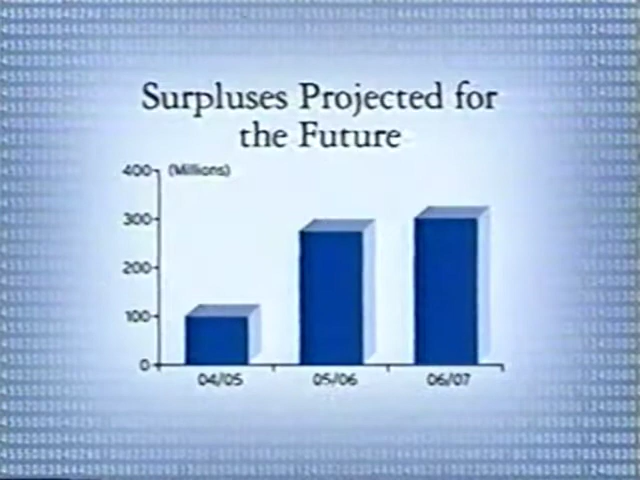 Surpluses Projected for
the Future
400 (Millions)
300
200
100
0
04/05 05/06 06/07